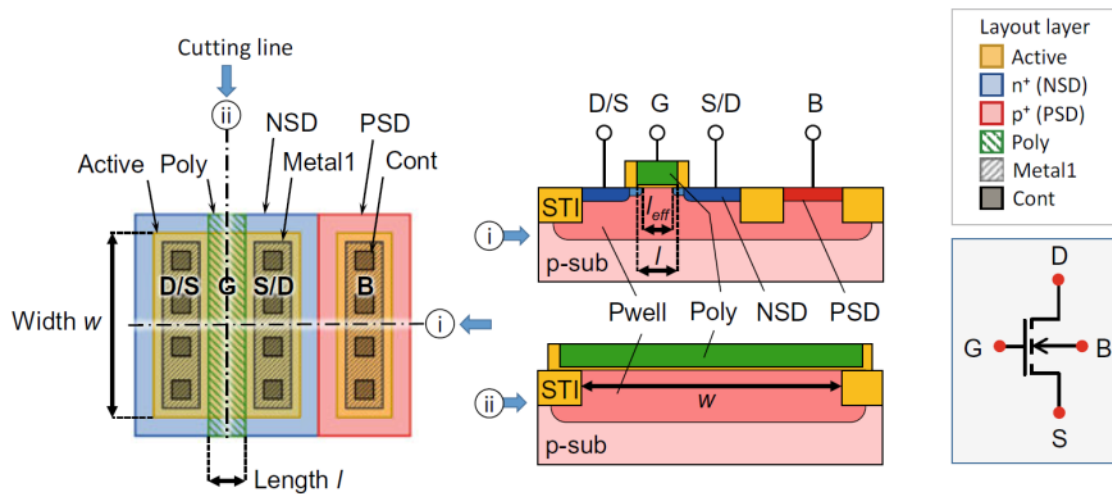 Cutting line
ii
NSD
PSD
Active
Poly
Metal1
Cont
D/S
G
S/D
B
Width w
i
Length l
D/S
G
S/D
B
STI
l_eff
i
l
p-sub
Pwell
Poly
NSD
PSD
STI
w
ii
p-sub
Layout layer
Active
n⁺ (NSD)
p⁺ (PSD)
Poly
Metal1
Cont
D
G
B
S